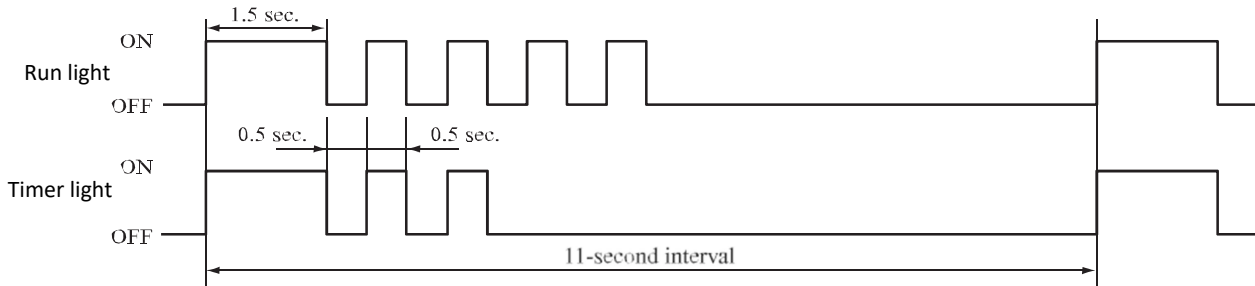 1.5 sec.
ON
Run light
OFF
0.5 sec. 0.5 sec.
ON
Timer light
OFF
11-second interval